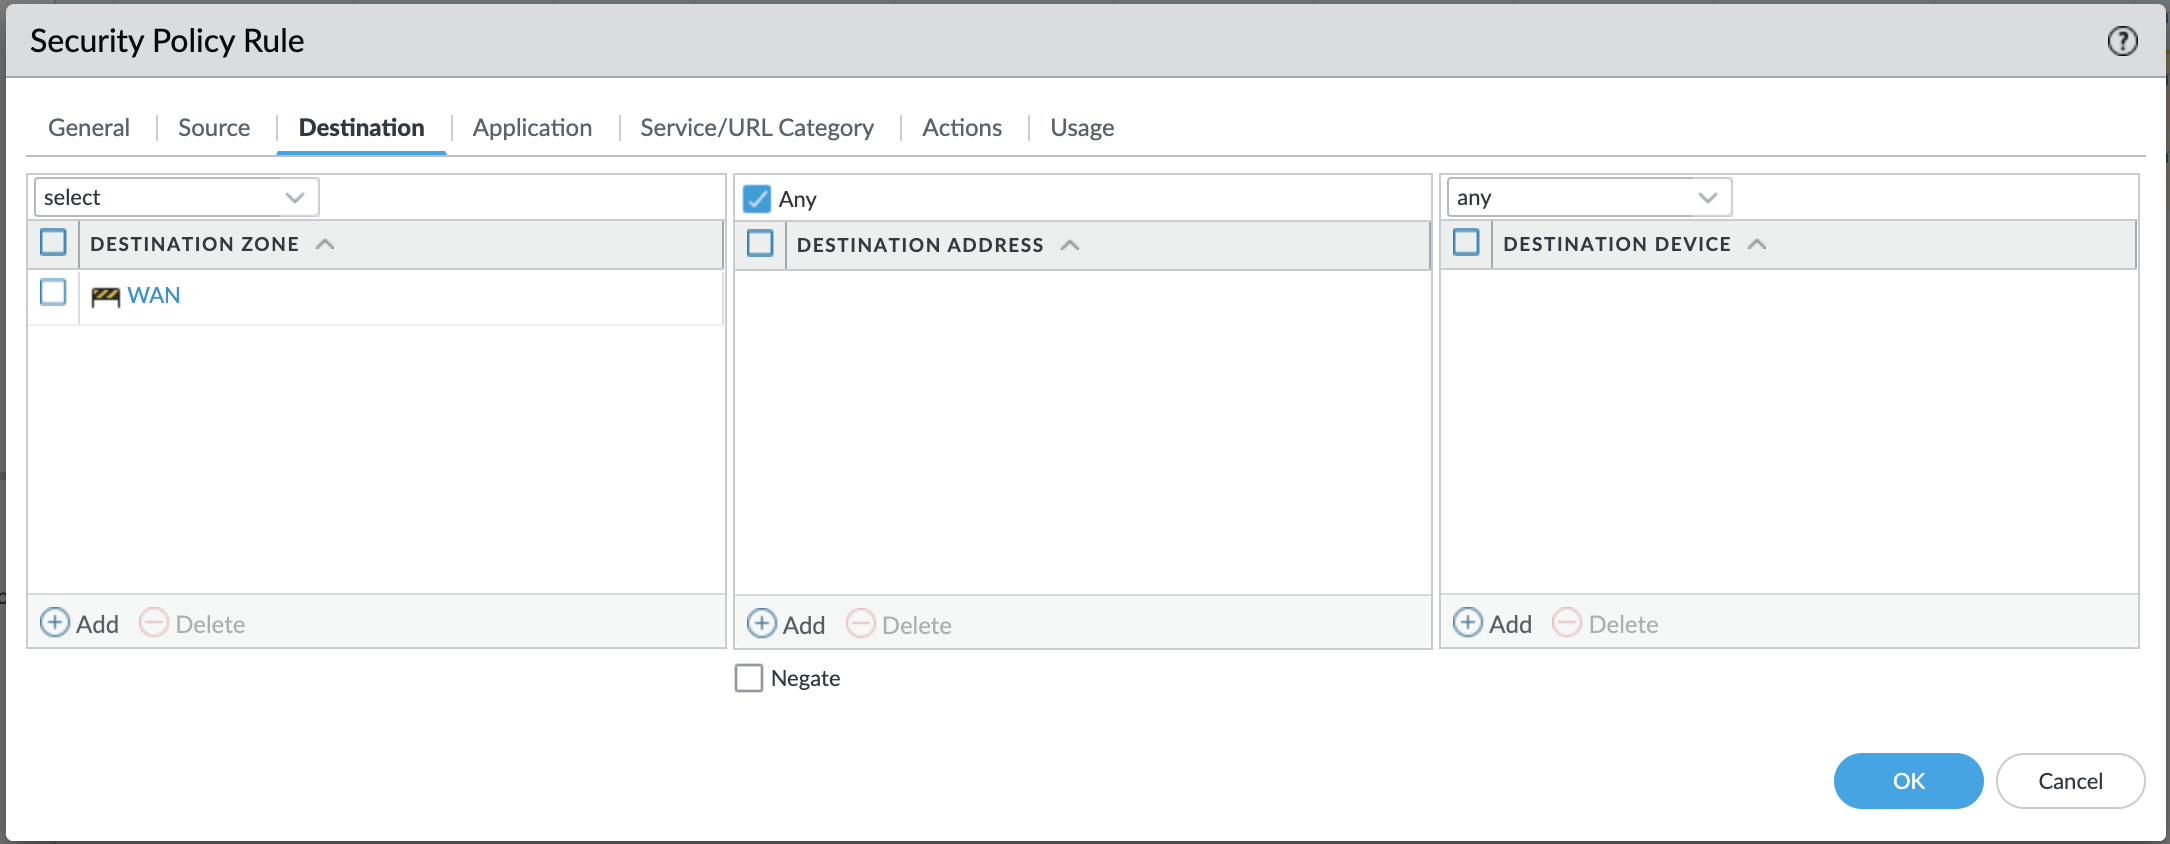 Security Policy Rule
General
Source
Destination
Application
Service/URL Category
Actions
Usage
select
DESTINATION ZONE
WAN
Add
Delete
Any
DESTINATION ADDRESS
Add
Delete
Negate
any
DESTINATION DEVICE
Add
Delete
OK
Cancel